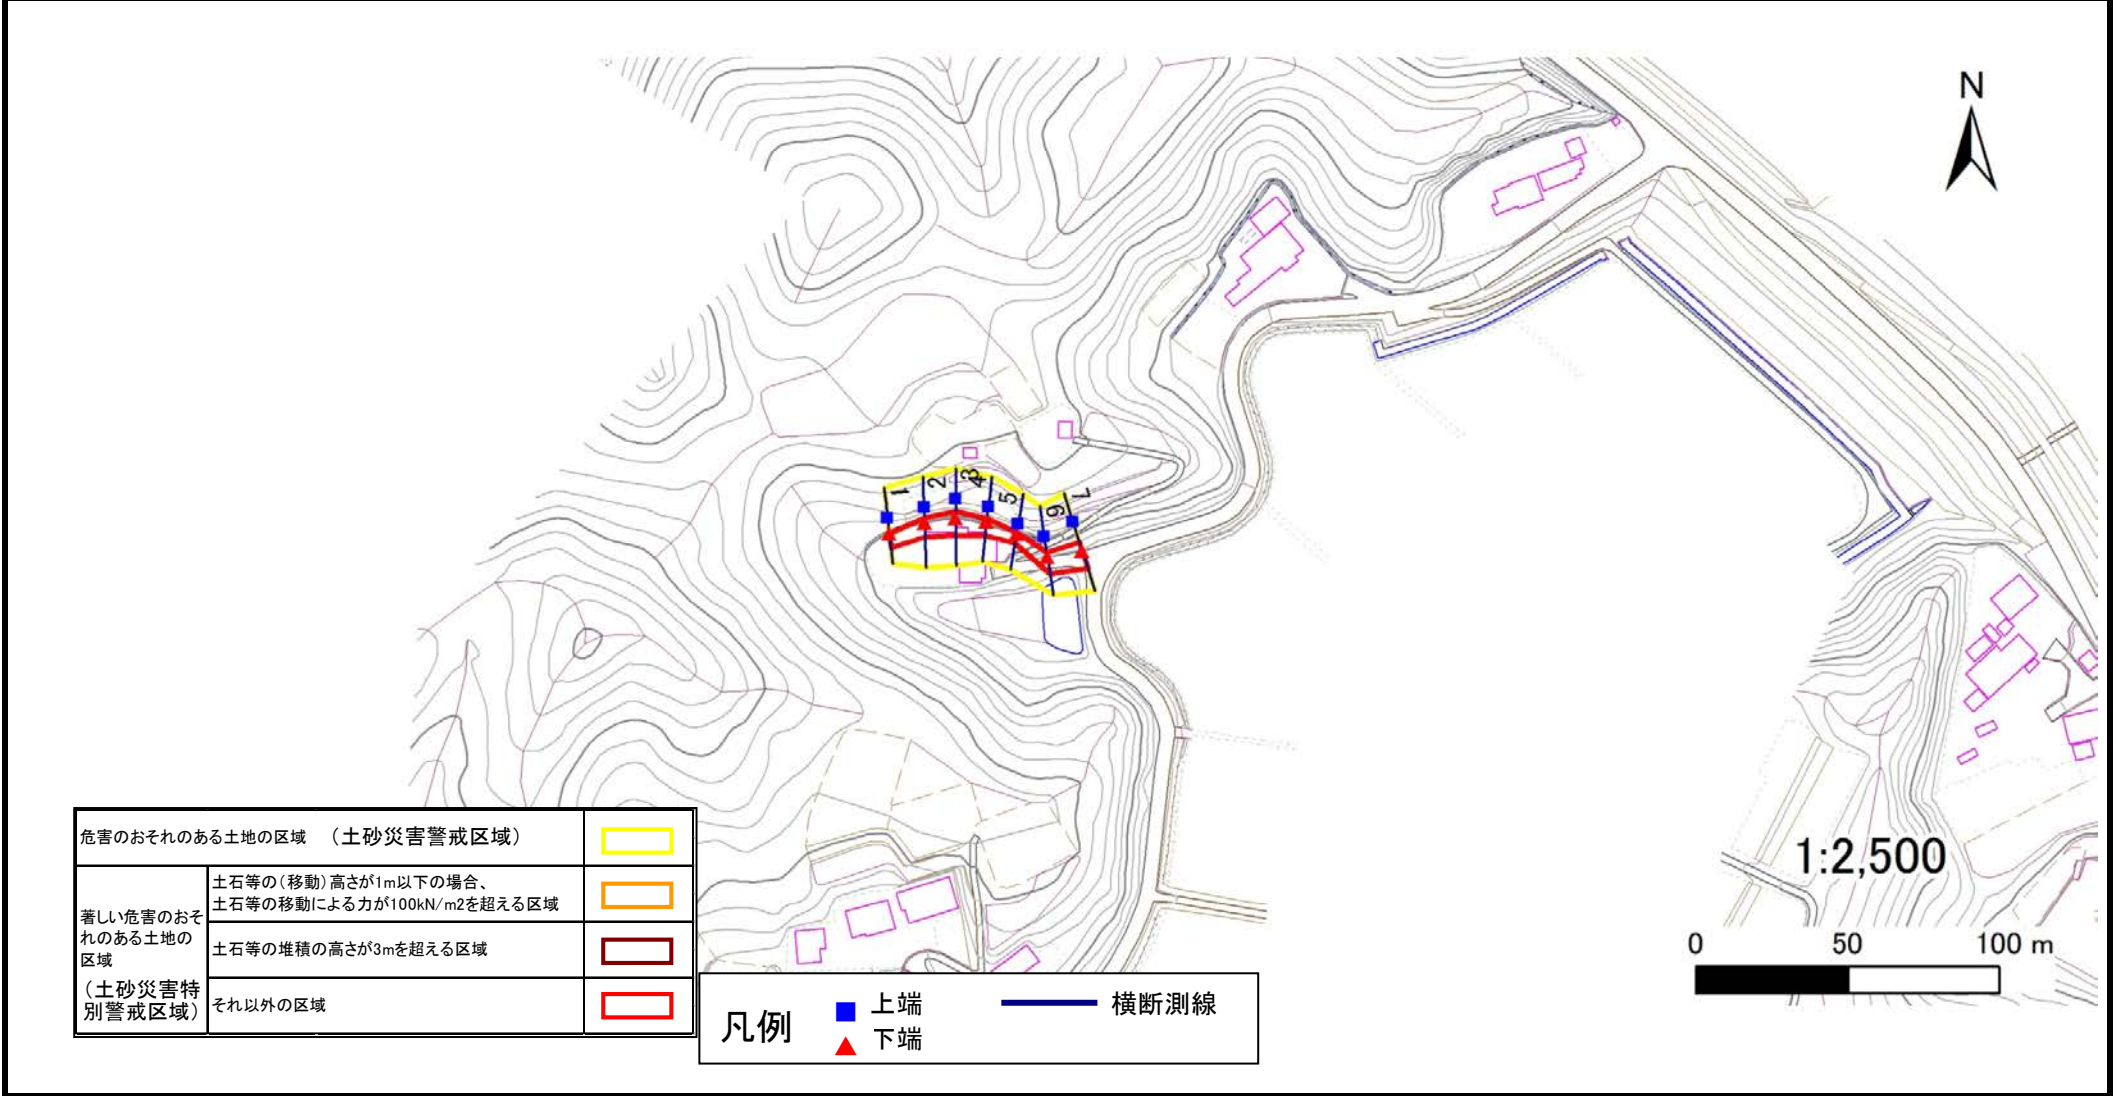 N
1
2
3
4
5
6
7
1:2,500
0 50 100 m
危害のおそれのある土地の区域 （土砂災害警戒区域）
著しい危害のおそ
れのある土地の
区域
（土砂災害特
別警戒区域）
土石等の（移動）高さが1m以下の場合、
土石等の移動による力が100kN/m2を超える区域
土石等の堆積の高さが3mを超える区域
それ以外の区域
凡例
上端
下端
横断測線